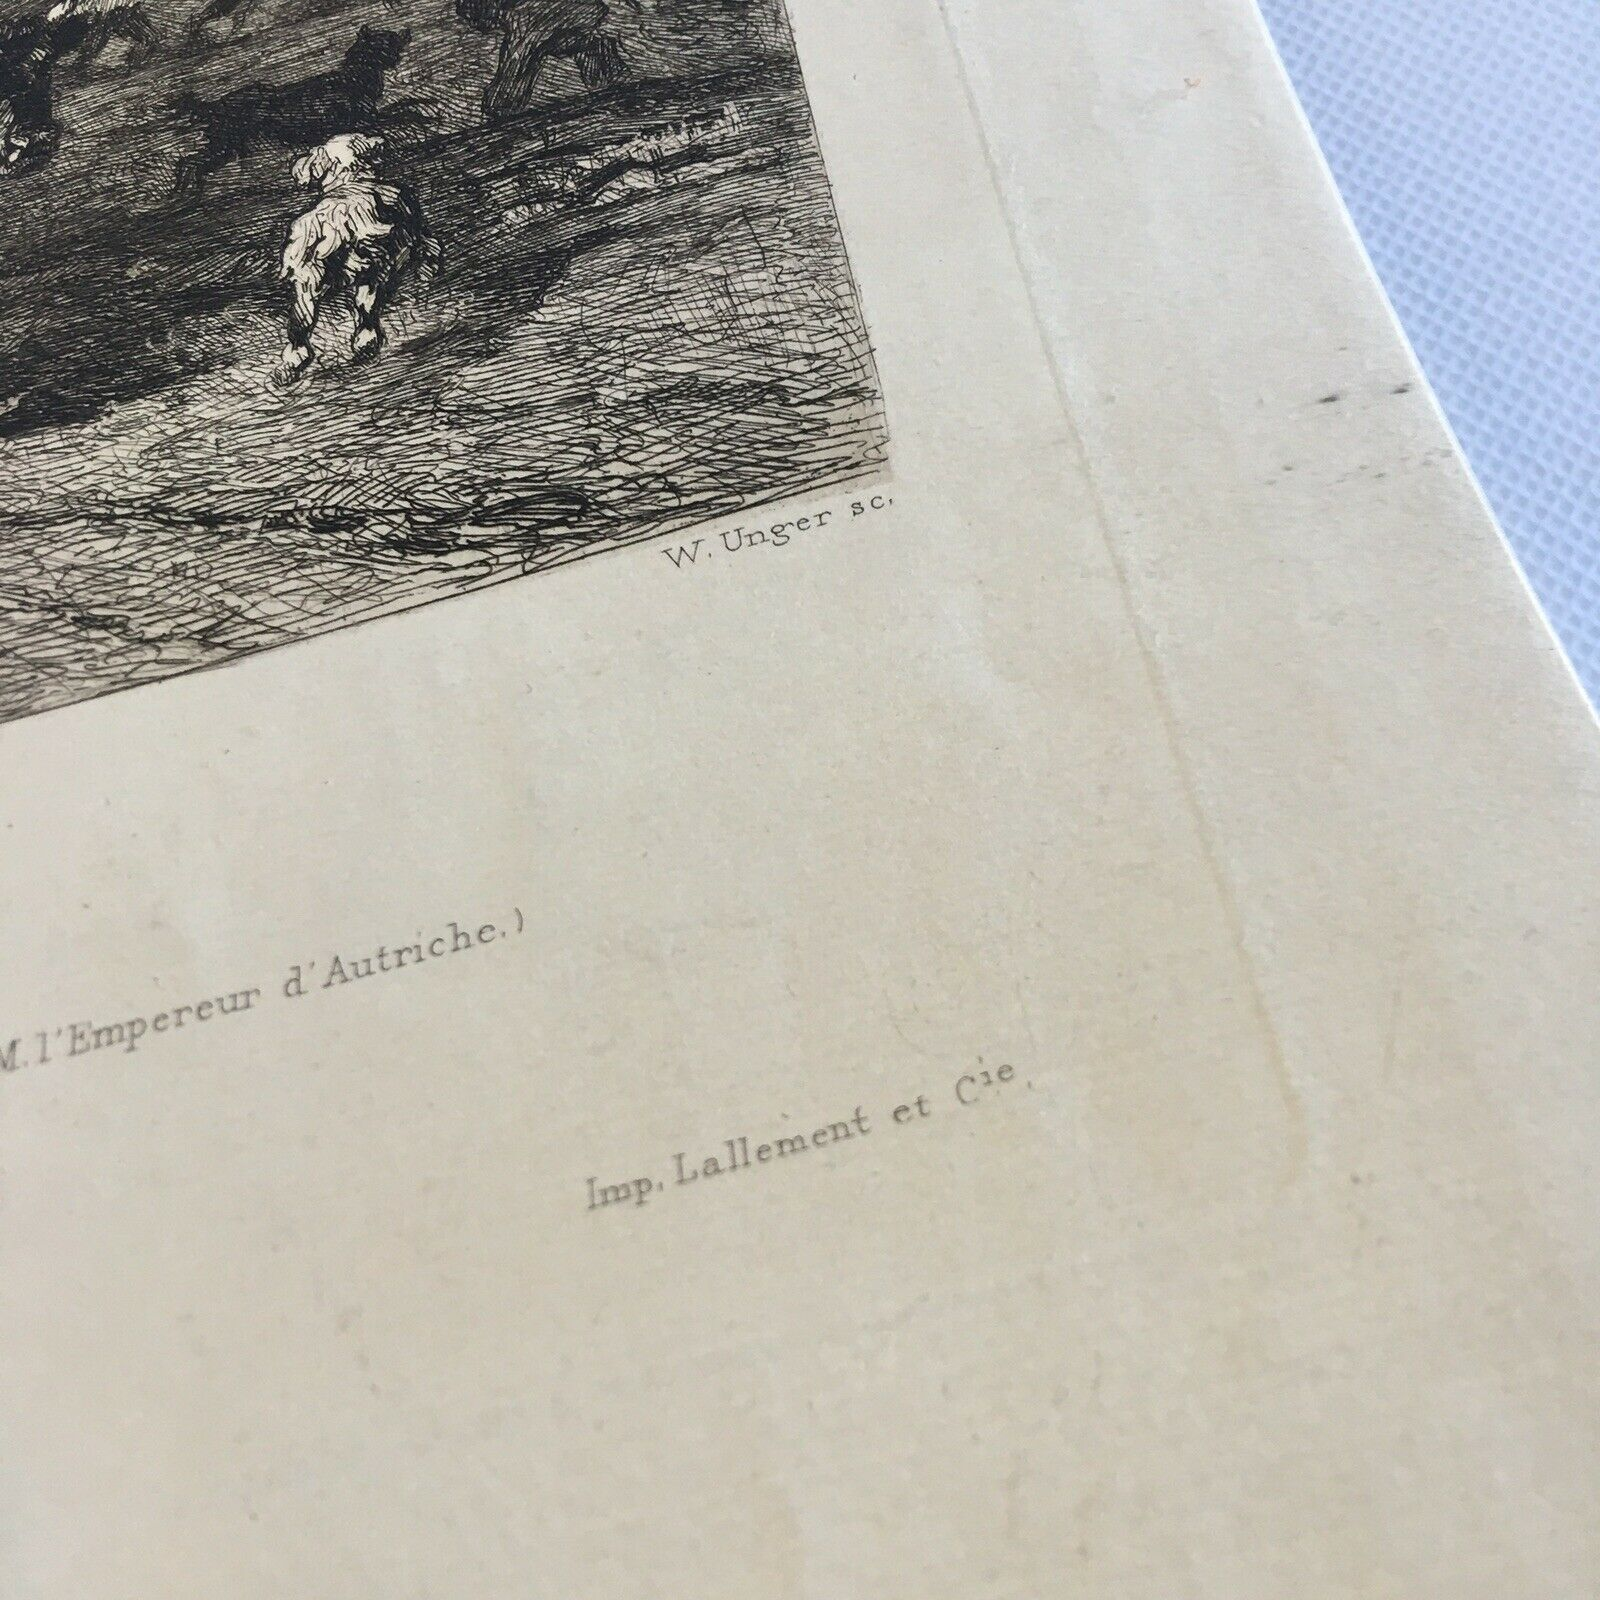 W. Unger sc.
M. l'Empereur d'Autriche.)
Imp. Lallement et Cie.